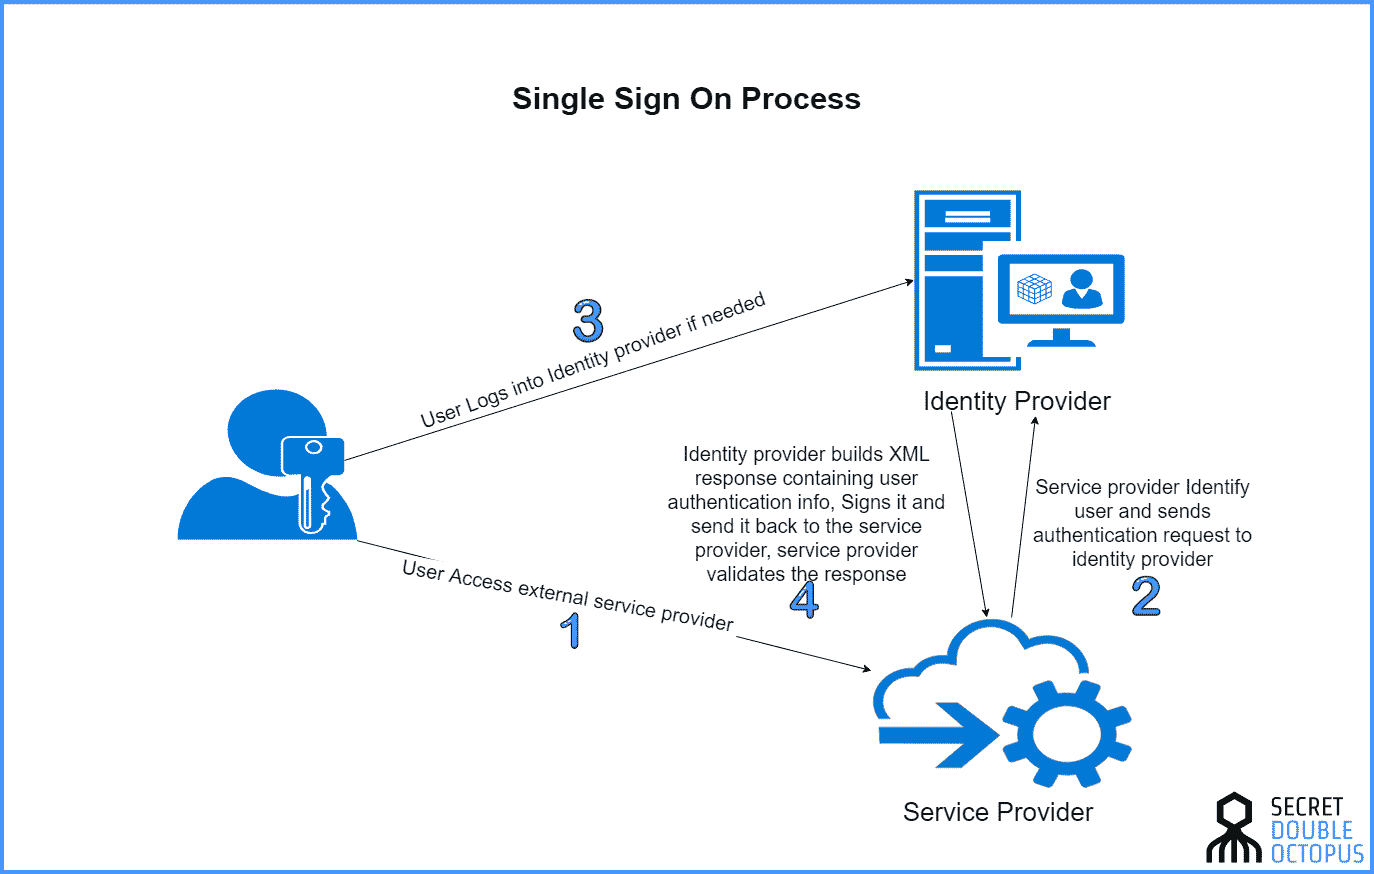 Single Sign On Process
3
User Logs into Identity provider if needed
Identity Provider
Identity provider builds XML
response containing user
authentication info, Signs it and
send it back to the service
provider, service provider
validates the response
4
Service provider Identify
user and sends
authentication request to
identity provider
2
User Access external service provider
1
Service Provider
SECRET
DOUBLE
OCTOPUS